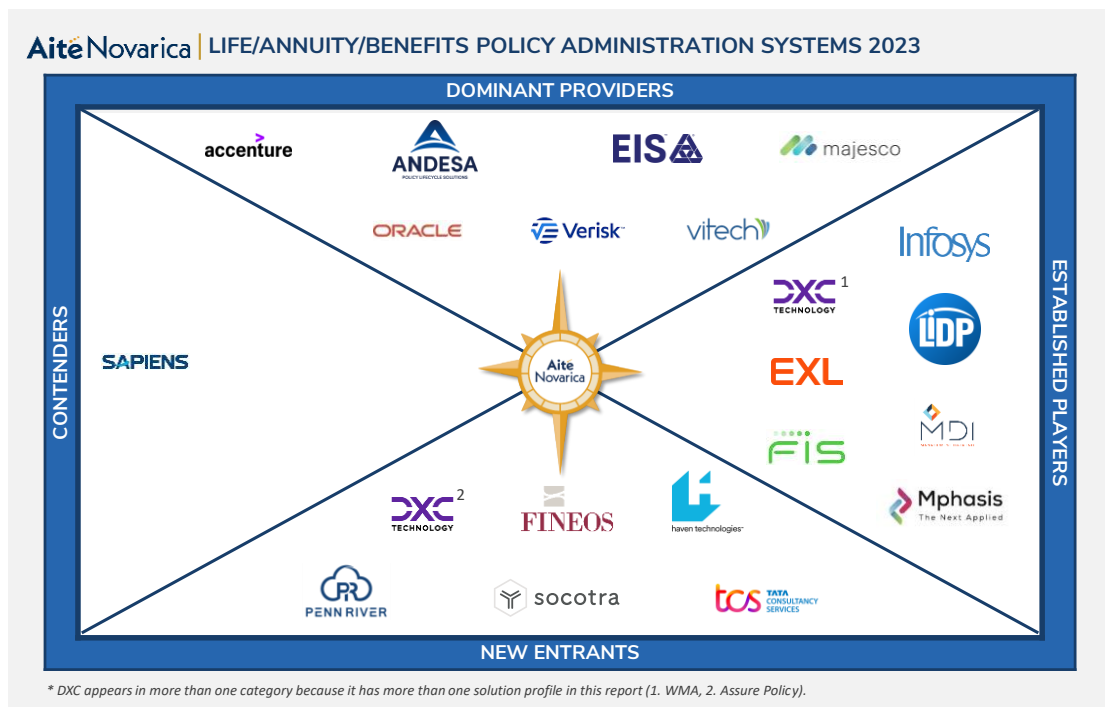 Aite Novarica | LIFE/ANNUITY/BENEFITS POLICY ADMINISTRATION SYSTEMS 2023
DOMINANT PROVIDERS
accenture
ANDESA
POLICY LIFECYCLE SOLUTIONS
EIS
majesco
ORACLE
Verisk™
vitech
CONTENDERS
SAPIENS
Aite
Novarica
ESTABLISHED PLAYERS
Infosys
DXC 1
TECHNOLOGY
LIDP
EXL
MDI
FIS
Mphasis
The Next Applied
DXC 2
TECHNOLOGY
FINEOS
haven technologies™
PR
PENN RIVER
socotra
tcs TATA
CONSULTANCY
SERVICES
NEW ENTRANTS
* DXC appears in more than one category because it has more than one solution profile in this report (1. WMA, 2. Assure Policy).